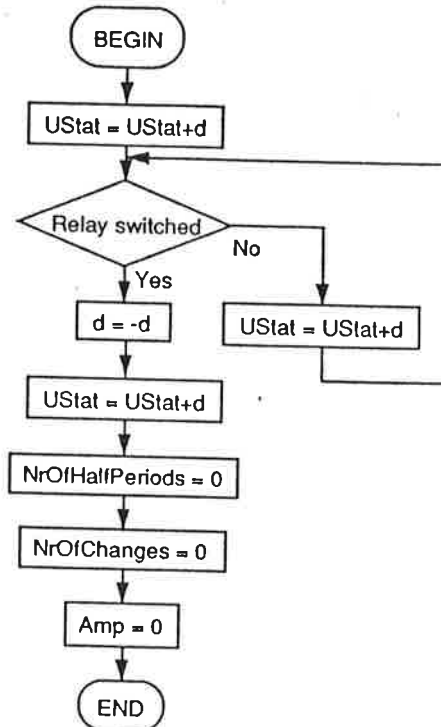 BEGIN
UStat = UStat+d
Relay switched
No
Yes
d = -d
UStat = UStat+d
UStat = UStat+d
NrOfHalfPeriods = 0
NrOfChanges = 0
Amp = 0
END